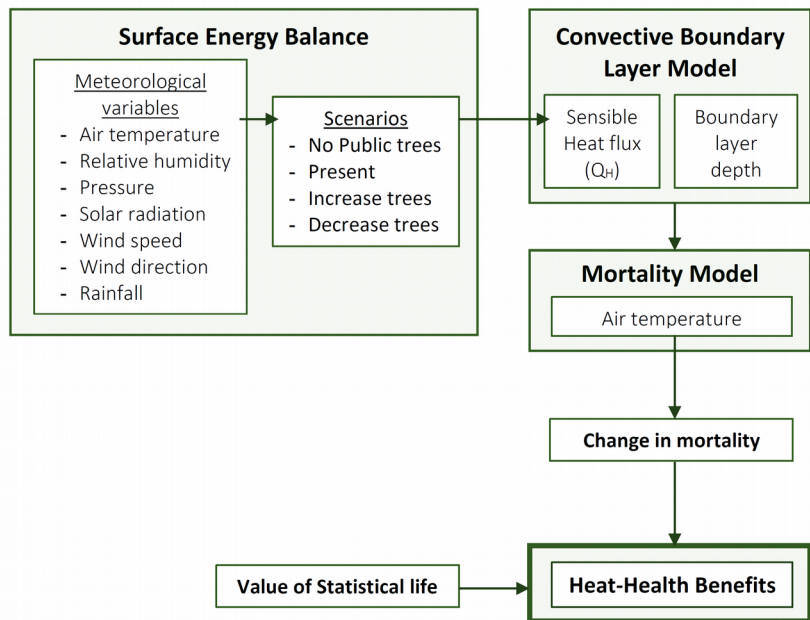 Surface Energy Balance
Meteorological
variables
- Air temperature
- Relative humidity
- Pressure
- Solar radiation
- Wind speed
- Wind direction
- Rainfall
Scenarios
- No Public trees
- Present
- Increase trees
- Decrease trees
Convective Boundary
Layer Model
Sensible
Heat flux
(QH)
Boundary
layer
depth
Mortality Model
Air temperature
Change in mortality
Value of Statistical life
Heat-Health Benefits